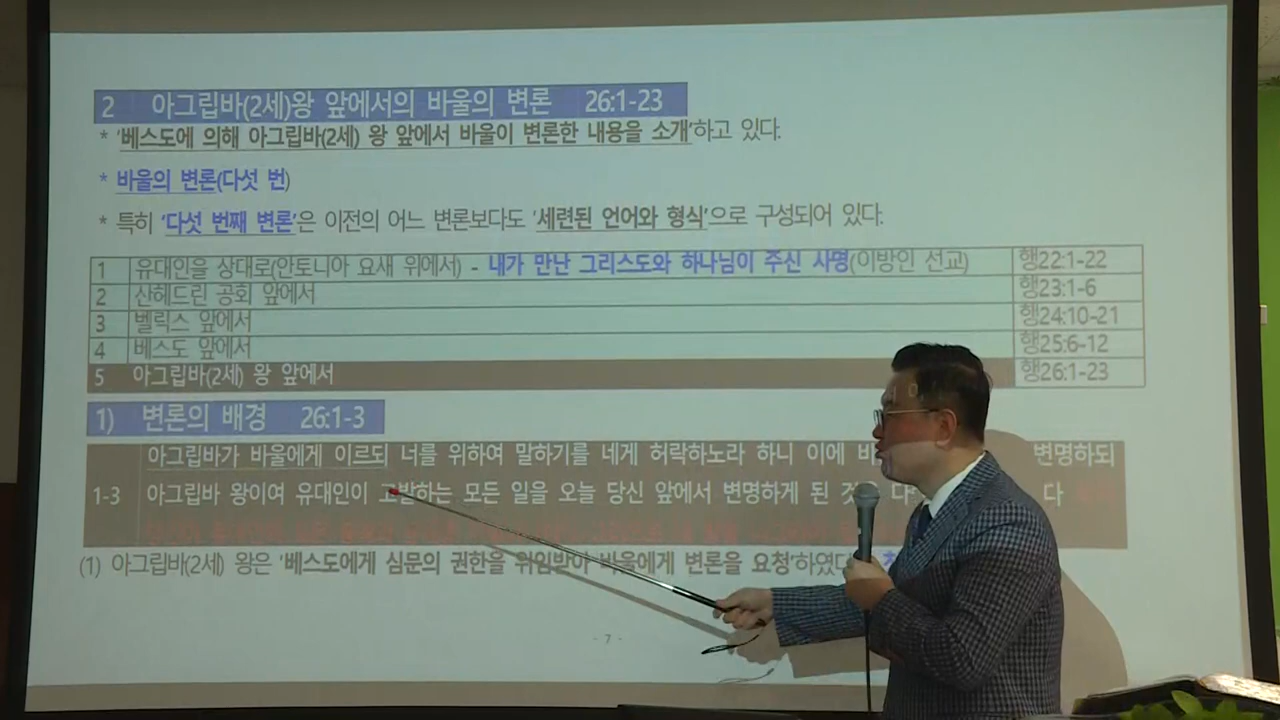 2 아그립바(2세)왕 앞에서의 바울의 변론 26:1-23
* '베스도에 의해 아그립바(2세) 왕 앞에서 바울이 변론한 내용을 소개'하고 있다.
* 바울의 변론(다섯 번)
* 특히 '다섯 번째 변론'은 이전의 어느 변론보다도 '세련된 언어와 형식'으로 구성되어 있다.
1 유대인을 상대로(안토니아 요새 위에서) - 내가 만난 그리스도와 하나님이 주신 사명(이방인 선교) 행22:1-22
2 산헤드린 공회 앞에서 행23:1-6
3 벨릭스 앞에서 행24:10-21
4 베스도 앞에서 행25:6-12
5 아그립바(2세) 왕 앞에서 행26:1-23
1) 변론의 배경 26:1-3
아그립바가 바울에게 이르되 너를 위하여 말하기를 네게 허락하노라 하니 이에 변명하되
1-3 아그립바 왕이여 유대인이 고발하는 모든 일을 오늘 당신 앞에서 변명하게 된 것을 다
(1) 아그립바(2세) 왕은 '베스도에게 심문의 권한을 위임받아 바울에게 변론을 요청'하였다
- 7 -